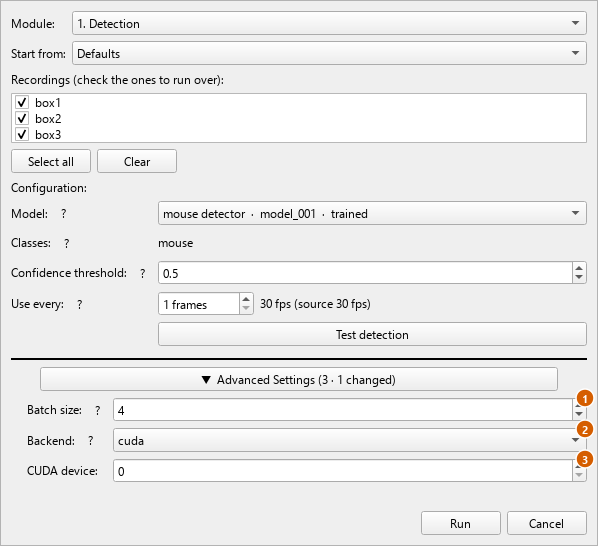 Module: 1. Detection
Start from: Defaults
Recordings (check the ones to run over):
box1
box2
box3
Select all Clear
Configuration:
Model: ? mouse detector · model_001 · trained
Classes: ? mouse
Confidence threshold: ? 0.5
Use every: ? 1 frames 30 fps (source 30 fps)
Test detection
▼ Advanced Settings (3 · 1 changed)
Batch size: ? 4 1
Backend: ? cuda 2
CUDA device: 0 3
Run Cancel